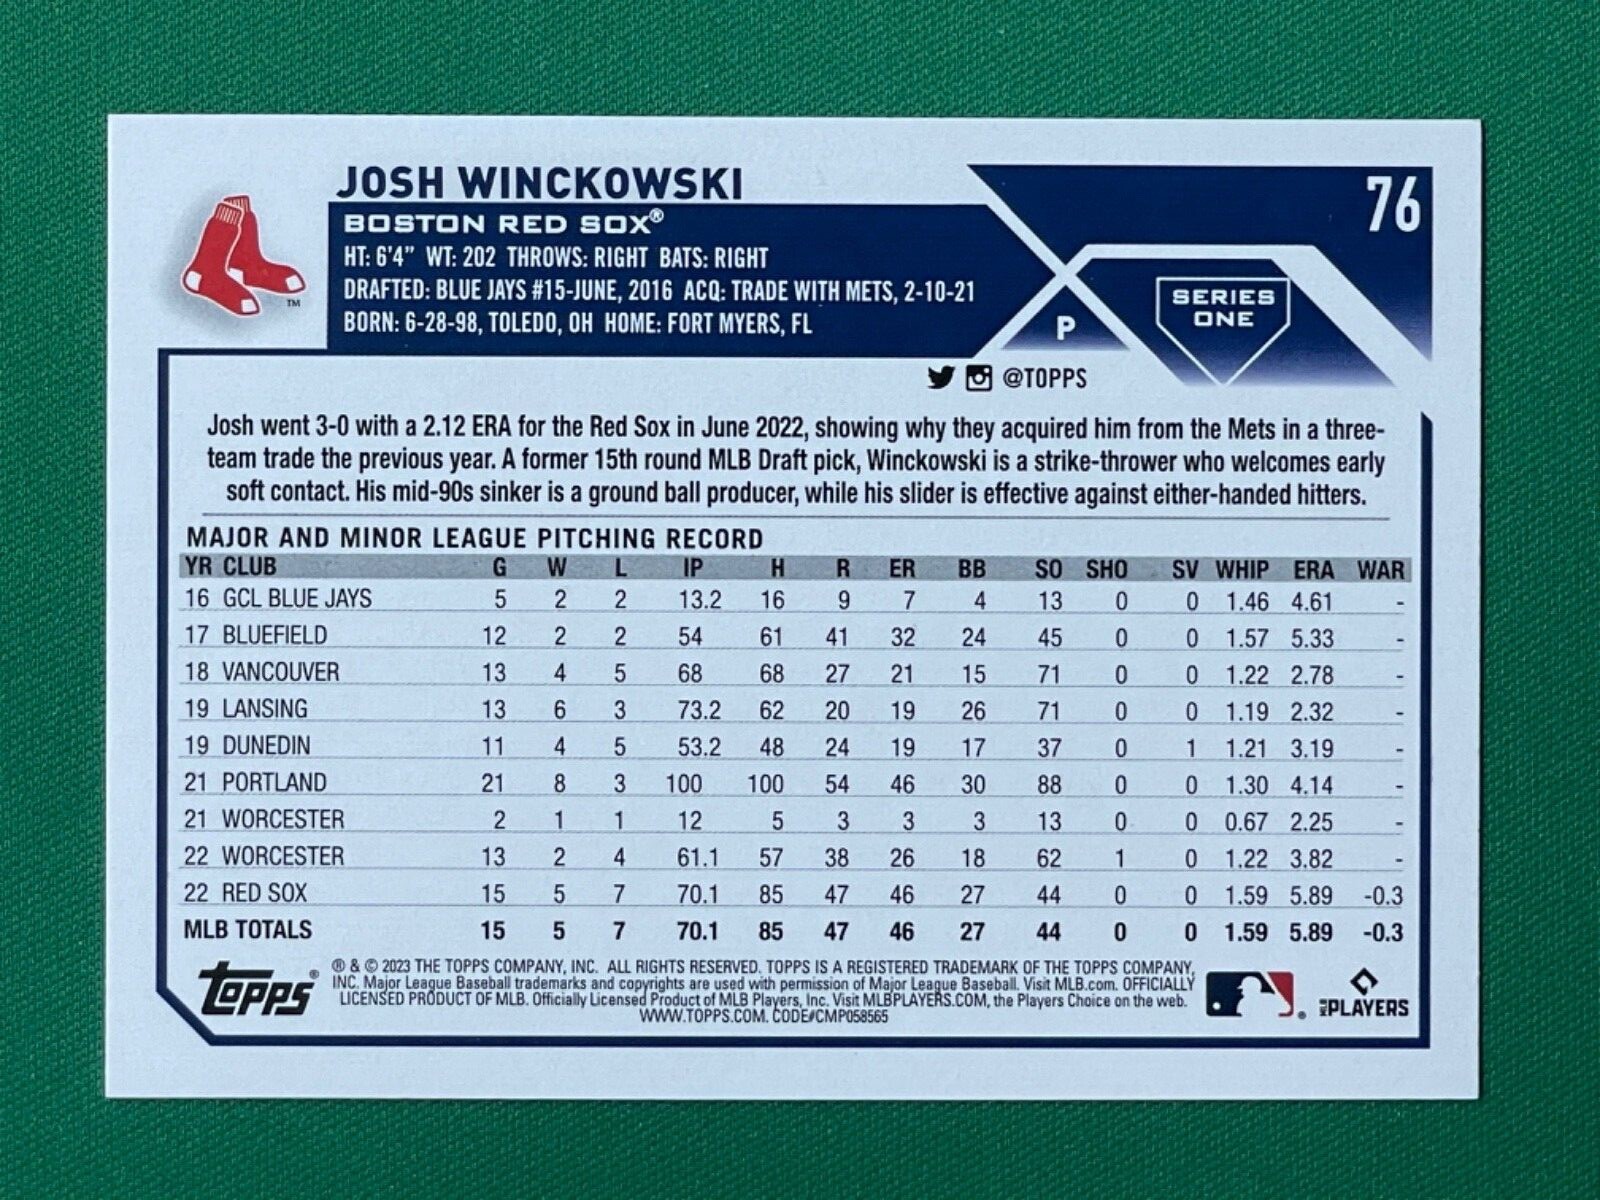 JOSH WINCKOWSKI
76
BOSTON RED SOX®
HT: 6'4" WT: 202 THROWS: RIGHT BATS: RIGHT
DRAFTED: BLUE JAYS #15-JUNE, 2016 ACQ: TRADE WITH METS, 2-10-21
BORN: 6-28-98, TOLEDO, OH HOME: FORT MYERS, FL
TM
P
SERIES
ONE
@TOPPS
Josh went 3-0 with a 2.12 ERA for the Red Sox in June 2022, showing why they acquired him from the Mets in a three-
team trade the previous year. A former 15th round MLB Draft pick, Winckowski is a strike-thrower who welcomes early
soft contact. His mid-90s sinker is a ground ball producer, while his slider is effective against either-handed hitters.
MAJOR AND MINOR LEAGUE PITCHING RECORD
YR CLUB G W L IP H R ER BB SO SHO SV WHIP ERA WAR
16 GCL BLUE JAYS 5 2 2 13.2 16 9 7 4 13 0 0 1.46 4.61 -
17 BLUEFIELD 12 2 2 54 61 41 32 24 45 0 0 1.57 5.33 -
18 VANCOUVER 13 4 5 68 68 27 21 15 71 0 0 1.22 2.78 -
19 LANSING 13 6 3 73.2 62 20 19 26 71 0 0 1.19 2.32 -
19 DUNEDIN 11 4 5 53.2 48 24 19 17 37 0 1 1.21 3.19 -
21 PORTLAND 21 8 3 100 100 54 46 30 88 0 0 1.30 4.14 -
21 WORCESTER 2 1 1 12 5 3 3 3 13 0 0 0.67 2.25 -
22 WORCESTER 13 2 4 61.1 57 38 26 18 62 1 0 1.22 3.82 -
22 RED SOX 15 5 7 70.1 85 47 46 27 44 0 0 1.59 5.89 -0.3
MLB TOTALS 15 5 7 70.1 85 47 46 27 44 0 0 1.59 5.89 -0.3
Topps®
® & © 2023 THE TOPPS COMPANY, INC. ALL RIGHTS RESERVED. TOPPS IS A REGISTERED TRADEMARK OF THE TOPPS COMPANY,
INC. Major League Baseball trademarks and copyrights are used with permission of Major League Baseball. Visit MLB.com. OFFICIALLY
LICENSED PRODUCT OF MLB. Officially Licensed Product of MLB Players, Inc. Visit MLBPLAYERS.COM, the Players Choice on the web.
WWW.TOPPS.COM. CODE#CMP058565
®
MLB PLAYERS